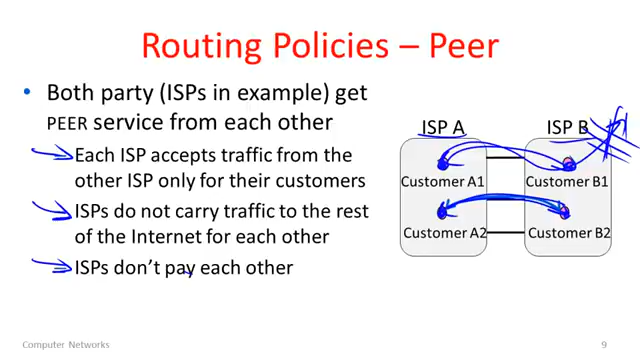 Routing Policies – Peer
• Both party (ISPs in example) get
PEER service from each other
Each ISP accepts traffic from the
other ISP only for their customers
ISPs do not carry traffic to the rest
of the Internet for each other
ISPs don't pay each other
ISP A
ISP B
Customer A1
Customer B1
Customer A2
Customer B2
Computer Networks
9